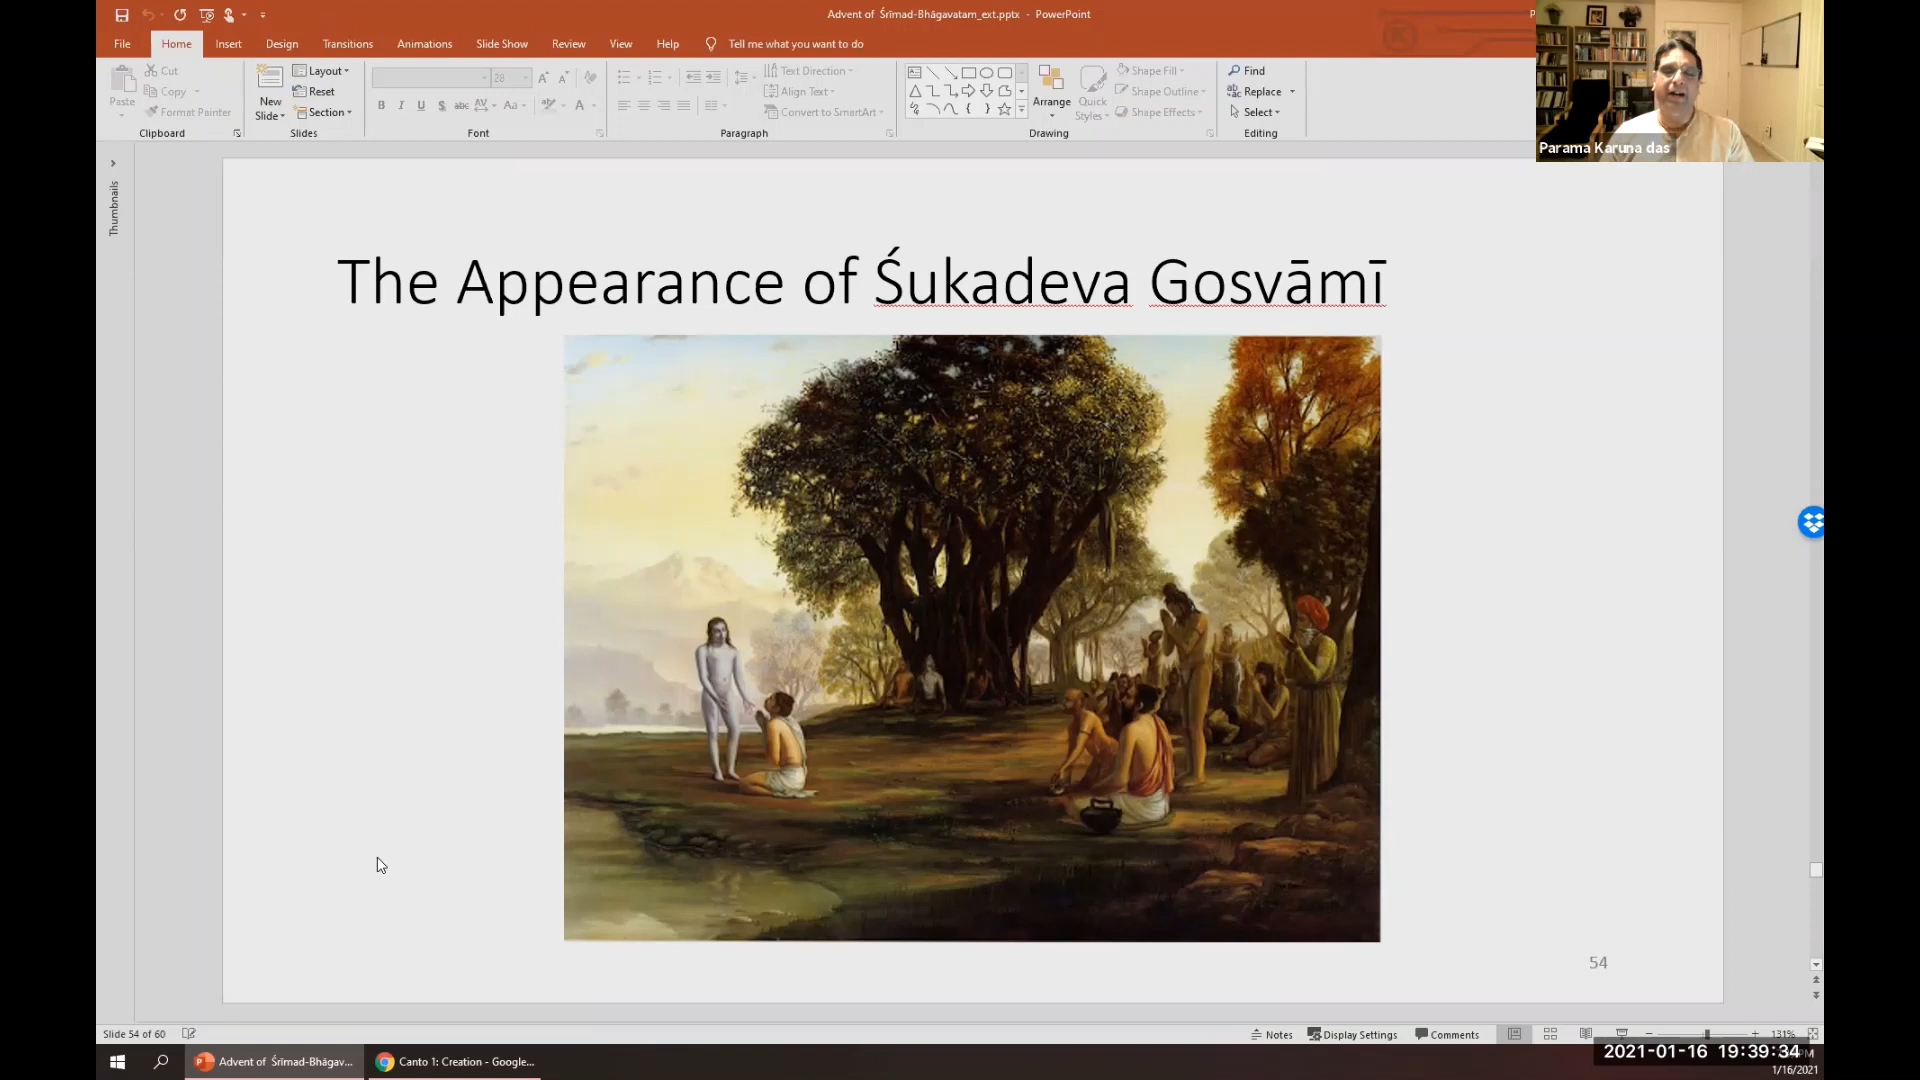 Advent of Śrīmad-Bhāgavatam_ext.pptx - PowerPoint
P
File Home Insert Design Transitions Animations Slide Show Review View Help Tell me what you want to do
Paste
Cut
Copy
Format Painter
Clipboard
New
Slide
Layout
Reset
Section
Slides
28
Font
Text Direction
Align Text
Convert to SmartArt
Paragraph
Arrange
Quick
Styles
Shape Fill
Shape Outline
Shape Effects
Drawing
Find
Replace
Select
Editing
Parama Karuna das
Thumbnails
The Appearance of Śukadeva Gosvāmī
54
Slide 54 of 60
Notes Display Settings Comments 131%
Advent of Śrīmad-Bhāgav... Canto 1: Creation - Google...
2021-01-16 19:39:34
1/16/2021